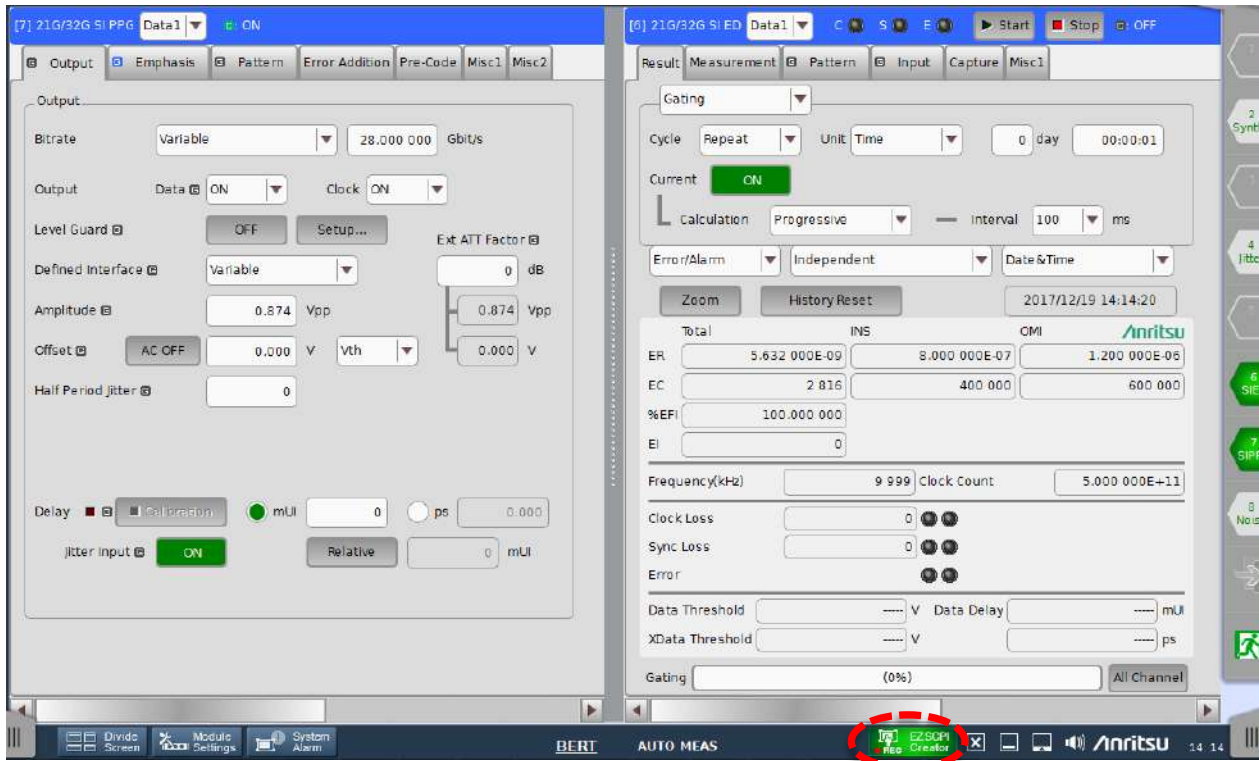 [7] 21G/32G SI PPG Data1 ON
Output Emphasis Pattern Error Addition Pre-Code Misc1 Misc2
Output
Bitrate Variable 28.000 000 Gbit/s
Output Data ON Clock ON
Level Guard OFF Setup...
Ext ATT Factor
Defined Interface Variable 0 dB
Amplitude 0.874 Vpp 0.874 Vpp
Offset AC OFF 0.000 V Vth 0.000 V
Half Period Jitter 0
Delay Calibration mUI 0 ps 0.000
Jitter Input ON Relative 0 mUI
[6] 21G/32G SI ED Data1 C S E Start Stop OFF
Result Measurement Pattern Input Capture Misc1
Gating
Cycle Repeat Unit Time 0 day 00:00:01
Current ON
Calculation Progressive Interval 100 ms
Error/Alarm Independent Date&Time
Zoom History Reset 2017/12/19 14:14:20
Total INS OMI Anritsu
ER 5.632 000E-09 8.000 000E-07 1.200 000E-06
EC 2 816 400 000 600 000
%EFI 100.000 000
EI 0
Frequency(kHz) 9 999 Clock Count 5.000 000E+11
Clock Loss 0
Sync Loss 0
Error
Data Threshold ----- V Data Delay ----- mUI
XData Threshold ----- V ----- ps
Gating (0%) All Channel
2
4
6
7
8
Divide Screen Module Settings System Alarm BERT AUTO MEAS REC EZSCPI Creator Anritsu 14 14